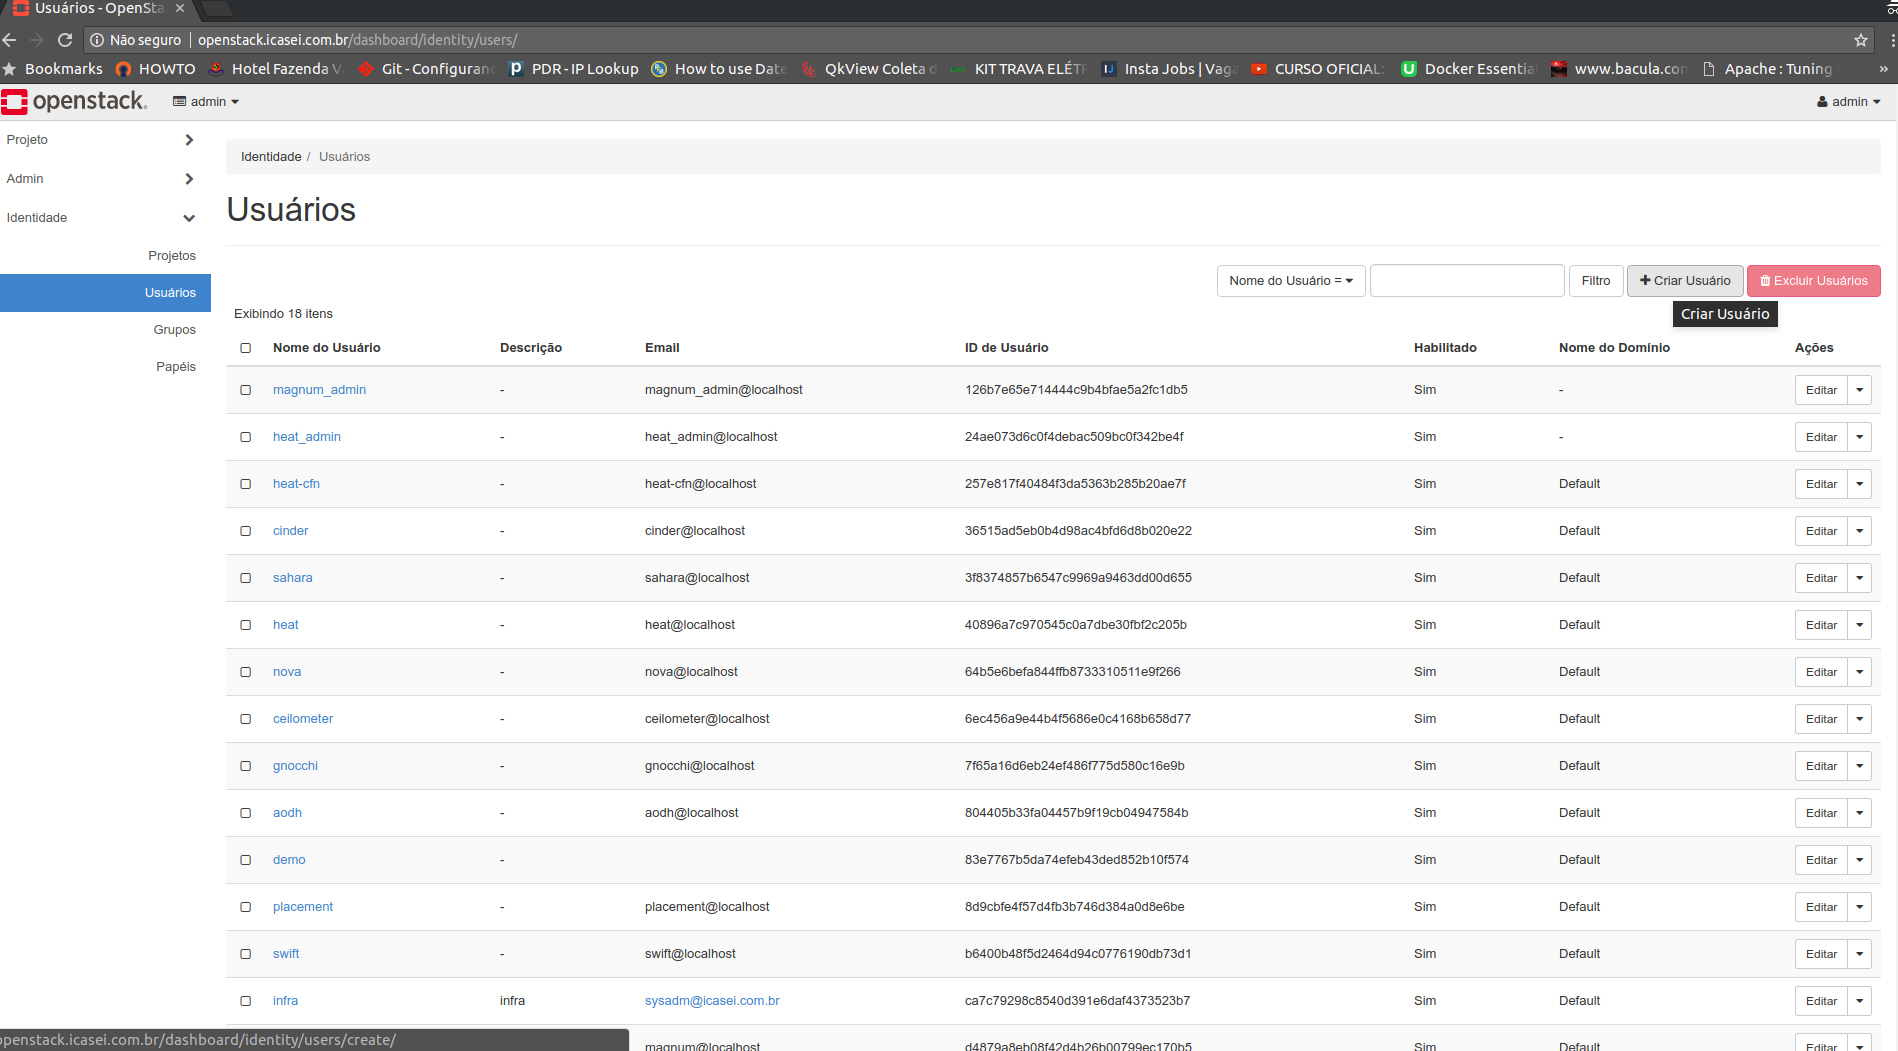 Usuários - OpenSta
Não seguro openstack.icasei.com.br/dashboard/identity/users/
Bookmarks HOWTO Hotel Fazenda V Git - Configuran PDR - IP Lookup How to use Date QkView Coleta d KIT TRAVA ELÉTR Insta Jobs | Vaga CURSO OFICIAL: Docker Essentia www.bacula.con Apache : Tuning »
openstack. admin admin
Projeto
Admin
Identidade
Projetos
Usuários
Grupos
Papéis
Identidade / Usuários
Usuários
Nome do Usuário = Filtro Criar Usuário Excluir Usuários
Criar Usuário
Exibindo 18 itens
Nome do Usuário Descrição Email ID de Usuário Habilitado Nome do Domínio Ações
magnum_admin - magnum_admin@localhost 126b7e65e714444c9b4bfae5a2fc1db5 Sim - Editar
heat_admin - heat_admin@localhost 24ae073d6c0f4debac509bc0f342be4f Sim - Editar
heat-cfn - heat-cfn@localhost 257e817f40484f3da5363b285b20ae7f Sim Default Editar
cinder - cinder@localhost 36515ad5eb0b4d98ac4bfd6d8b020e22 Sim Default Editar
sahara - sahara@localhost 3f8374857b6547c9969a9463dd00d655 Sim Default Editar
heat - heat@localhost 40896a7c970545c0a7dbe30fbf2c205b Sim Default Editar
nova - nova@localhost 64b5e6befa844ffb8733310511e9f266 Sim Default Editar
ceilometer - ceilometer@localhost 6ec456a9e44b4f5686e0c4168b658d77 Sim Default Editar
gnocchi - gnocchi@localhost 7f65a16d6eb24ef486f775d580c16e9b Sim Default Editar
aodh - aodh@localhost 804405b33fa04457b9f19cb04947584b Sim Default Editar
demo - 83e7767b5da74efeb43ded852b10f574 Sim Default Editar
placement - placement@localhost 8d9cbfe4f57d4fb3b746d384a0d8e6be Sim Default Editar
swift - swift@localhost b6400b48f5d2464d94c0776190db73d1 Sim Default Editar
infra infra sysadm@icasei.com.br ca7c79298c8540d391e6daf4373523b7 Sim Default Editar
magnum@localhost d4879a8eb08f42d4b26b00799ec170b5 Sim Default Editar
openstack.icasei.com.br/dashboard/identity/users/create/